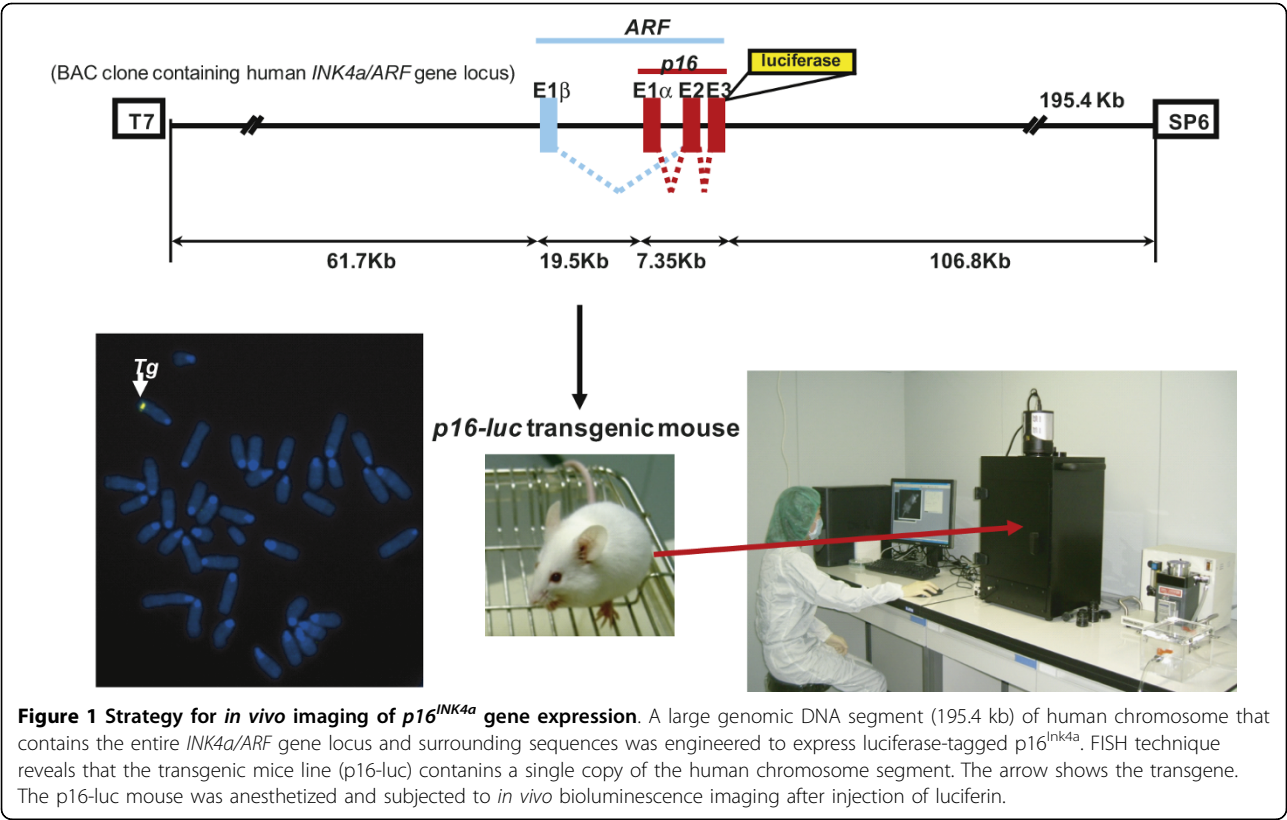 ARF
(BAC clone containing human INK4a/ARF gene locus)
p16
luciferase
E1β
E1α E2 E3
195.4 Kb
T7
SP6
61.7Kb
19.5Kb
7.35Kb
106.8Kb
Tg
p16-luc transgenic mouse
Figure 1 Strategy for in vivo imaging of p16INK4a gene expression. A large genomic DNA segment (195.4 kb) of human chromosome that
contains the entire INK4a/ARF gene locus and surrounding sequences was engineered to express luciferase-tagged p16Ink4a. FISH technique
reveals that the transgenic mice line (p16-luc) contanins a single copy of the human chromosome segment. The arrow shows the transgene.
The p16-luc mouse was anesthetized and subjected to in vivo bioluminescence imaging after injection of luciferin.